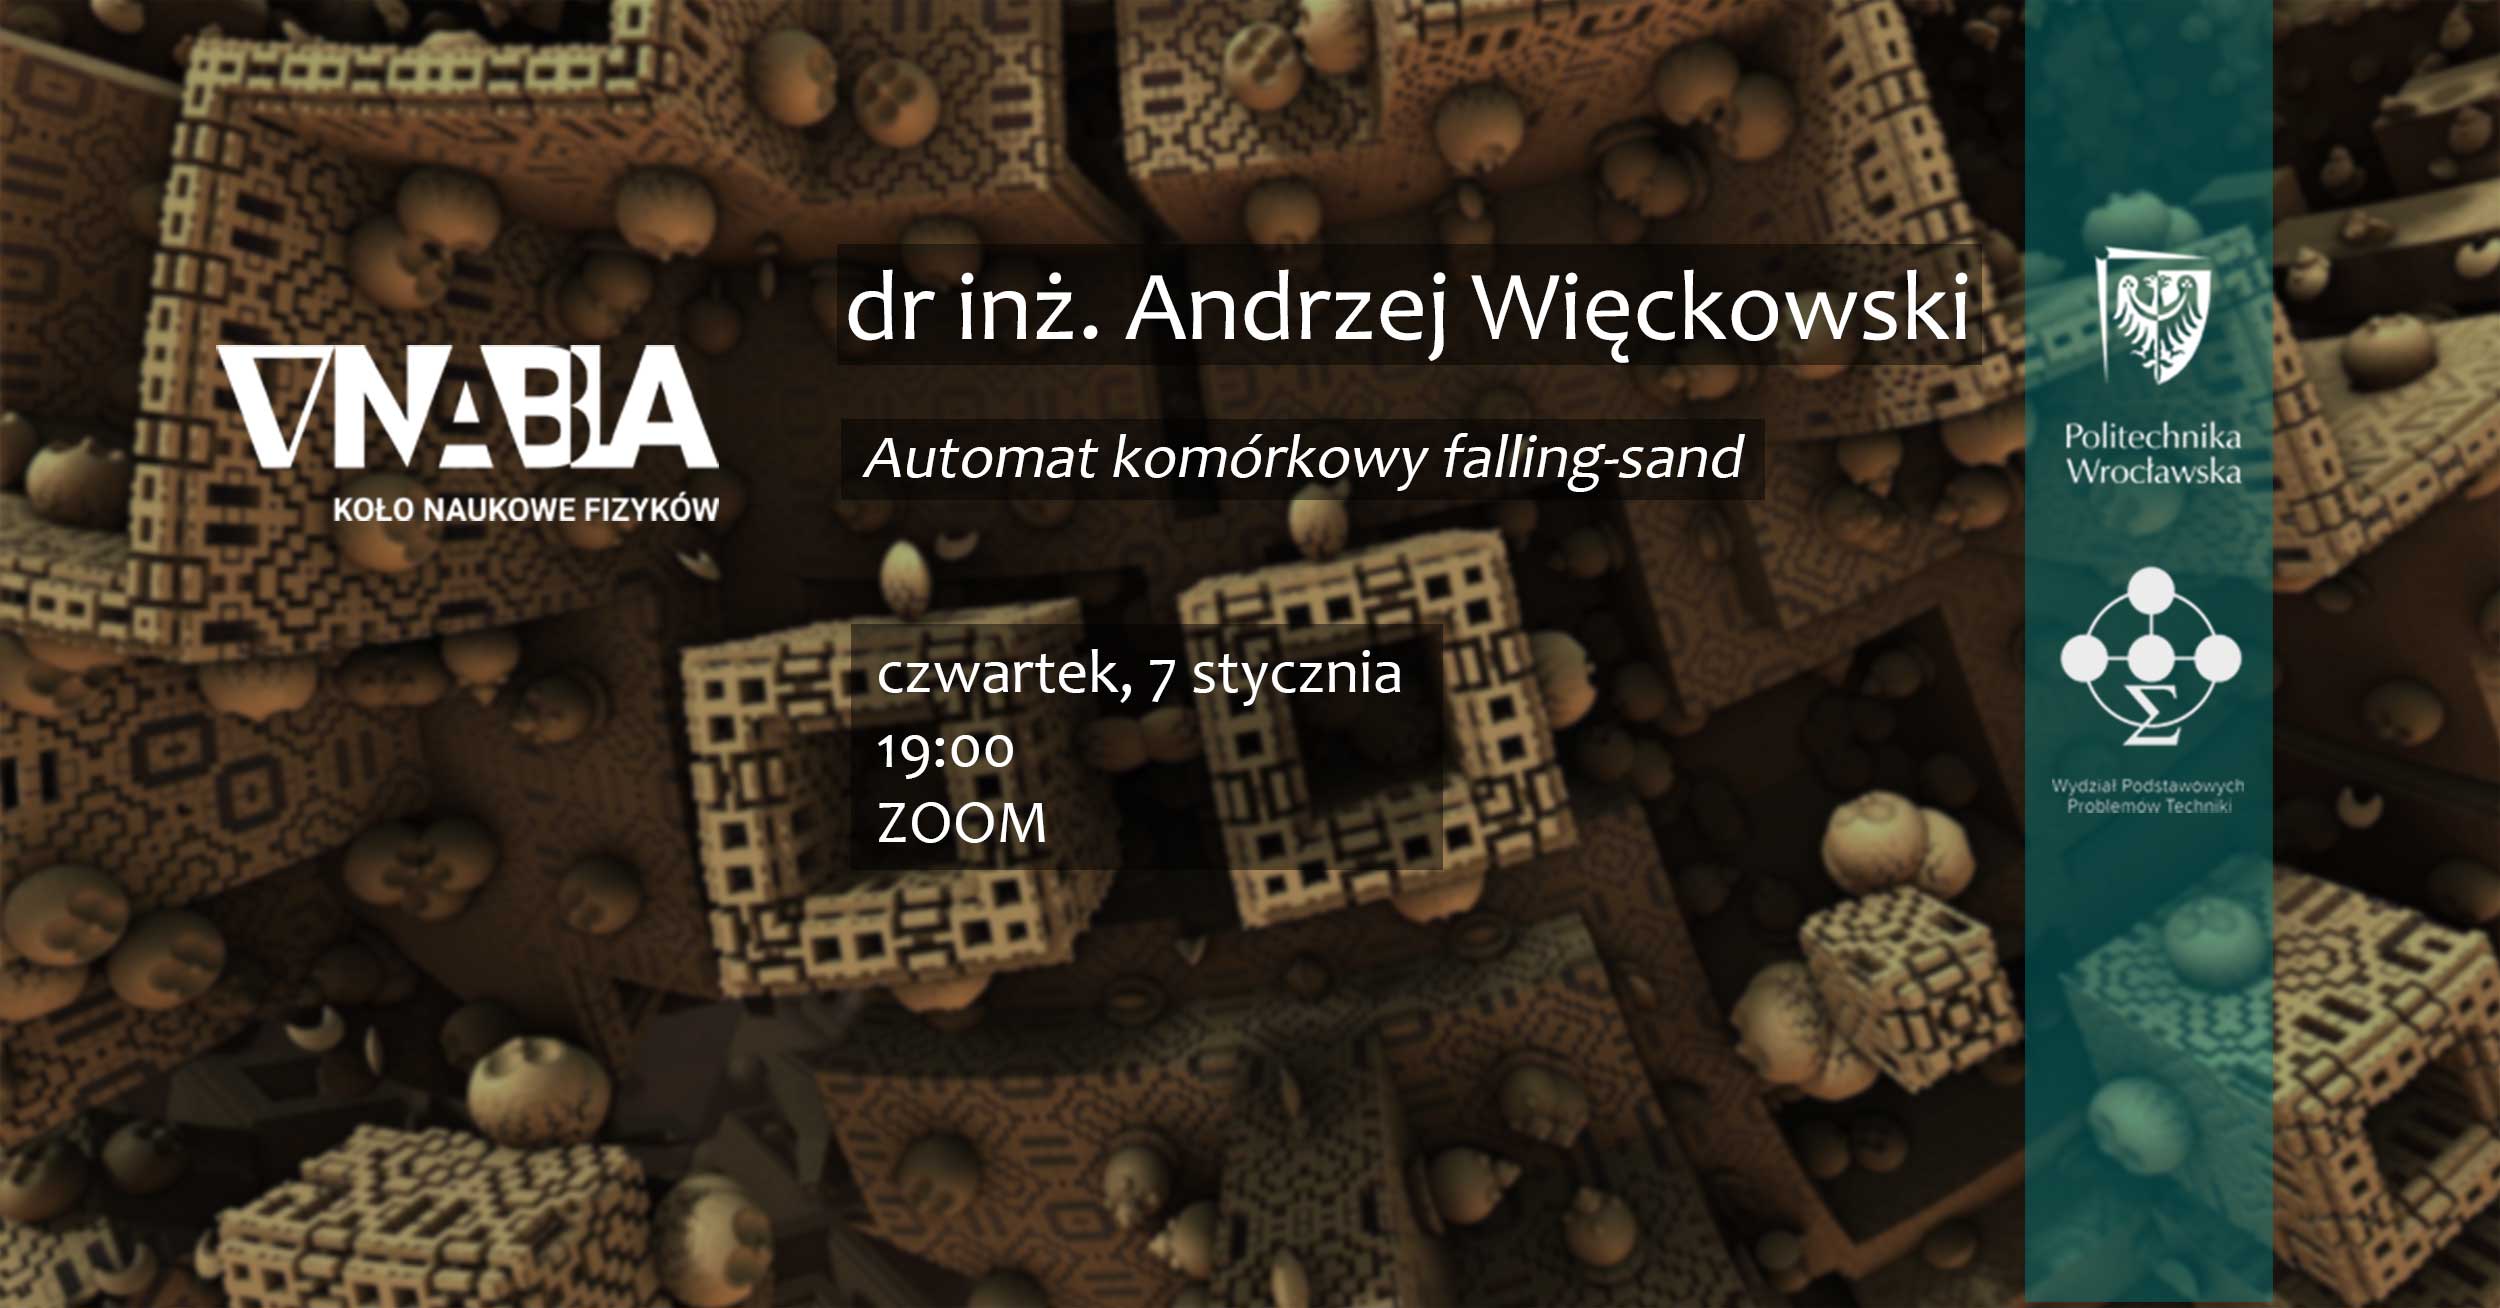 ∇NABLA
KOŁO NAUKOWE FIZYKÓW
dr inż. Andrzej Więckowski
Automat komórkowy falling-sand
czwartek, 7 stycznia
19:00
ZOOM
Politechnika
Wrocławska
Σ
Wydział Podstawowych
Problemów Techniki